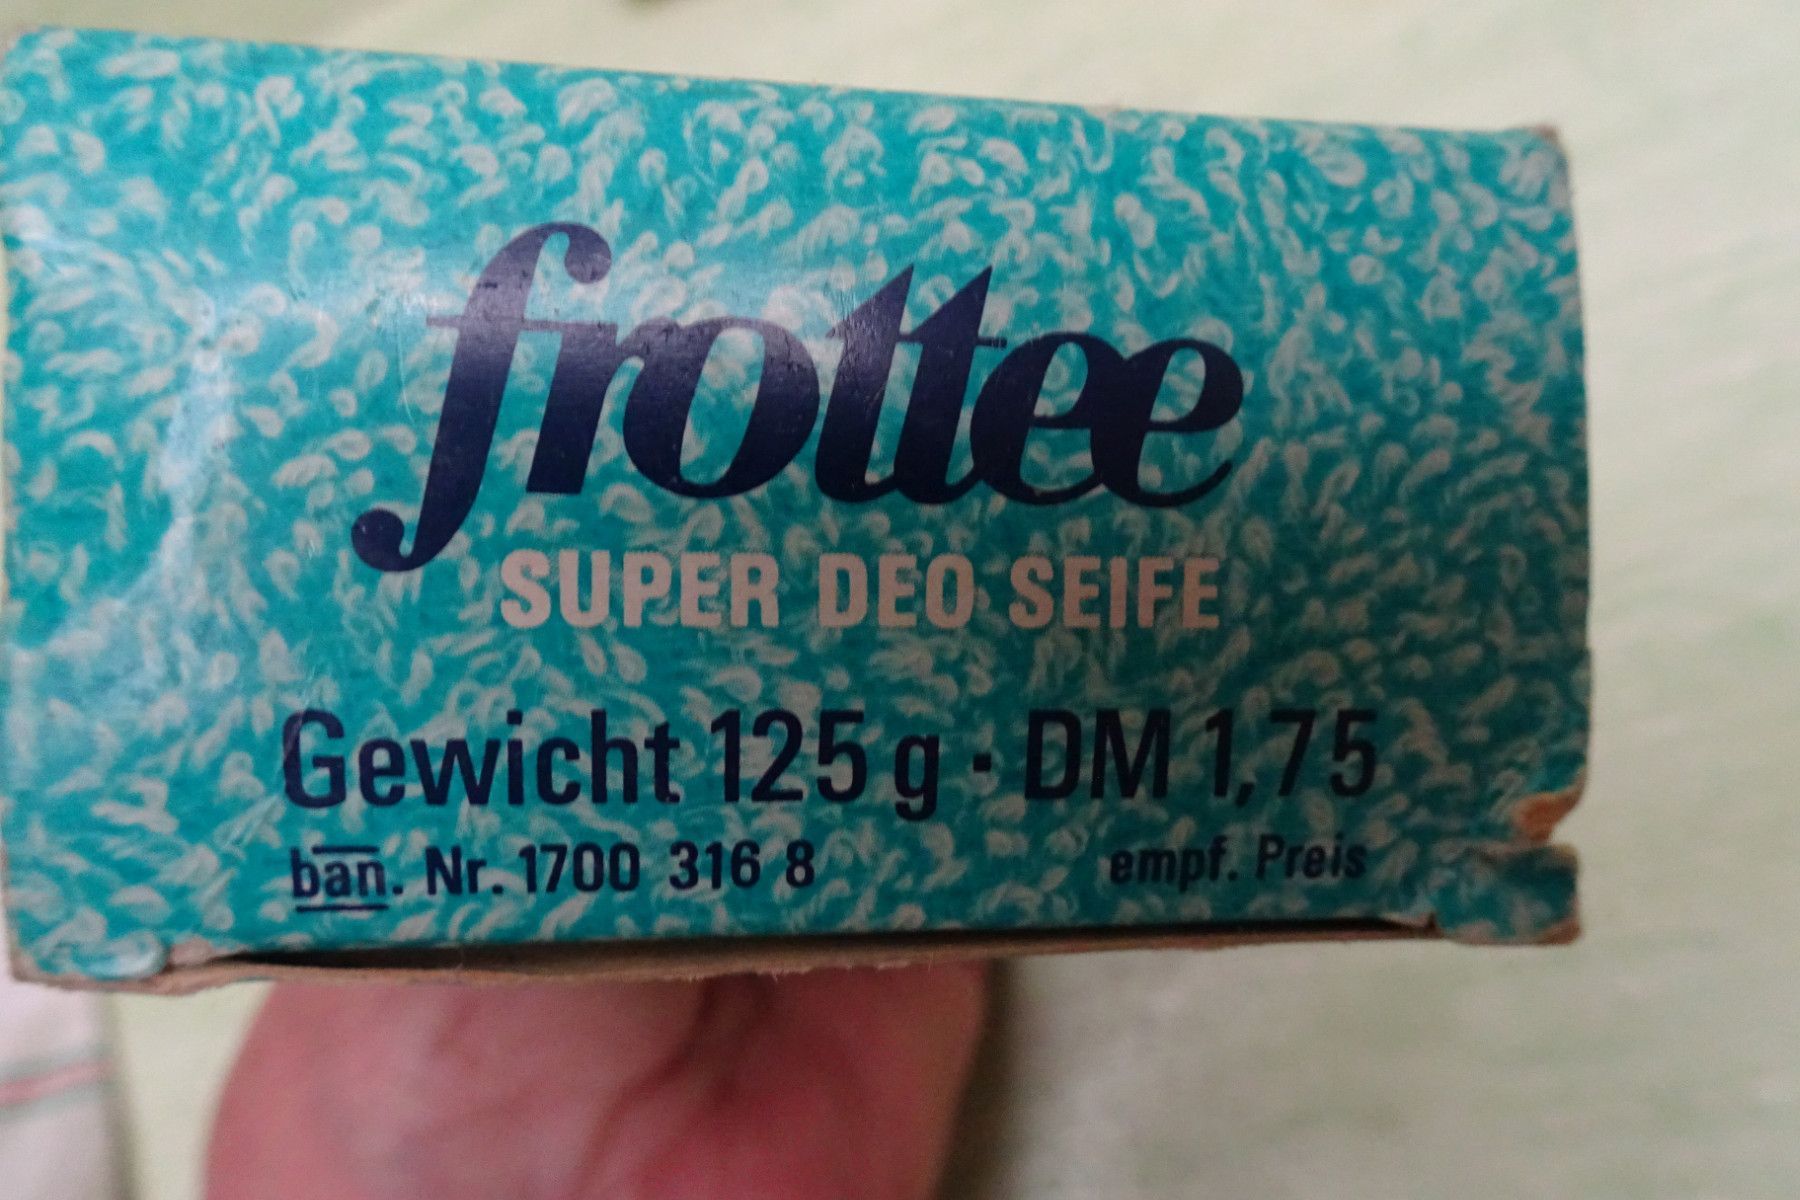 frottee
SUPER DEO SEIFE
Gewicht 125 g · DM 1,75
ban. Nr. 1700 316 8 empf. Preis